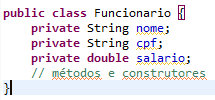 public class Funcionario {
    private String nome;
    private String cpf;
    private double salario;
    // métodos e construtores
}